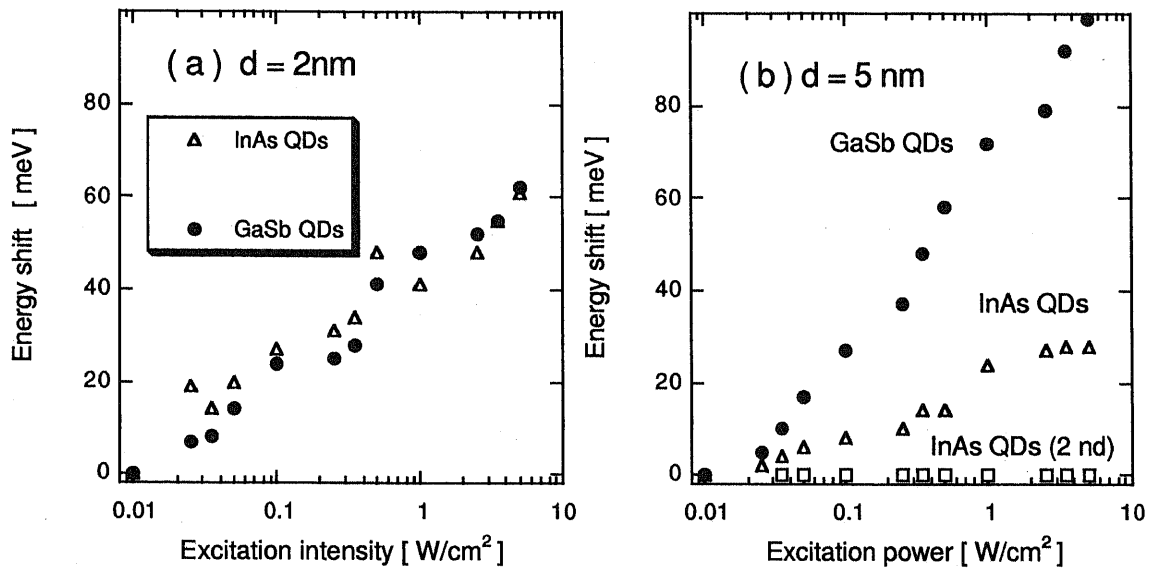 ( a ) d = 2nm
InAs QDs
GaSb QDs
80
60
40
20
0
Energy shift [ meV ]
0.01
0.1
1
10
Excitation intensity [ W/cm2 ]
( b ) d = 5 nm
GaSb QDs
InAs QDs
InAs QDs (2 nd)
80
60
40
20
0
Energy shift [ meV ]
0.01
0.1
1
10
Excitation power [ W/cm2 ]